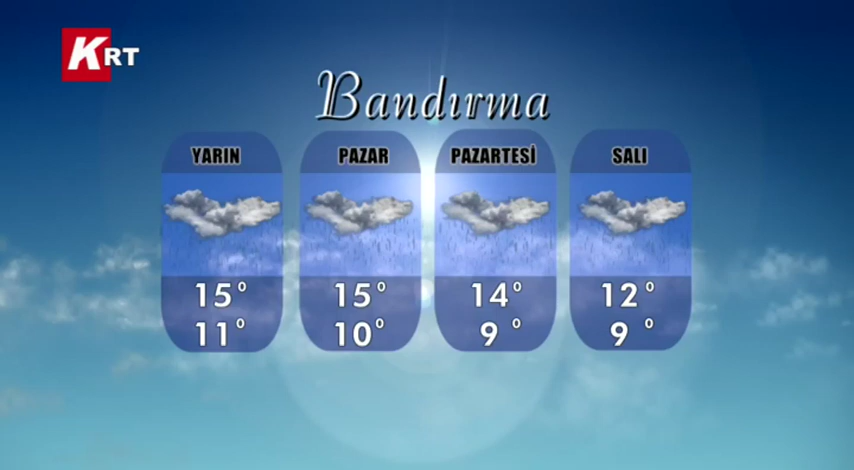 KRT
Bandırma
YARIN
PAZAR
PAZARTESİ
SALI
15°
15°
14°
12°
11°
10°
9°
9°